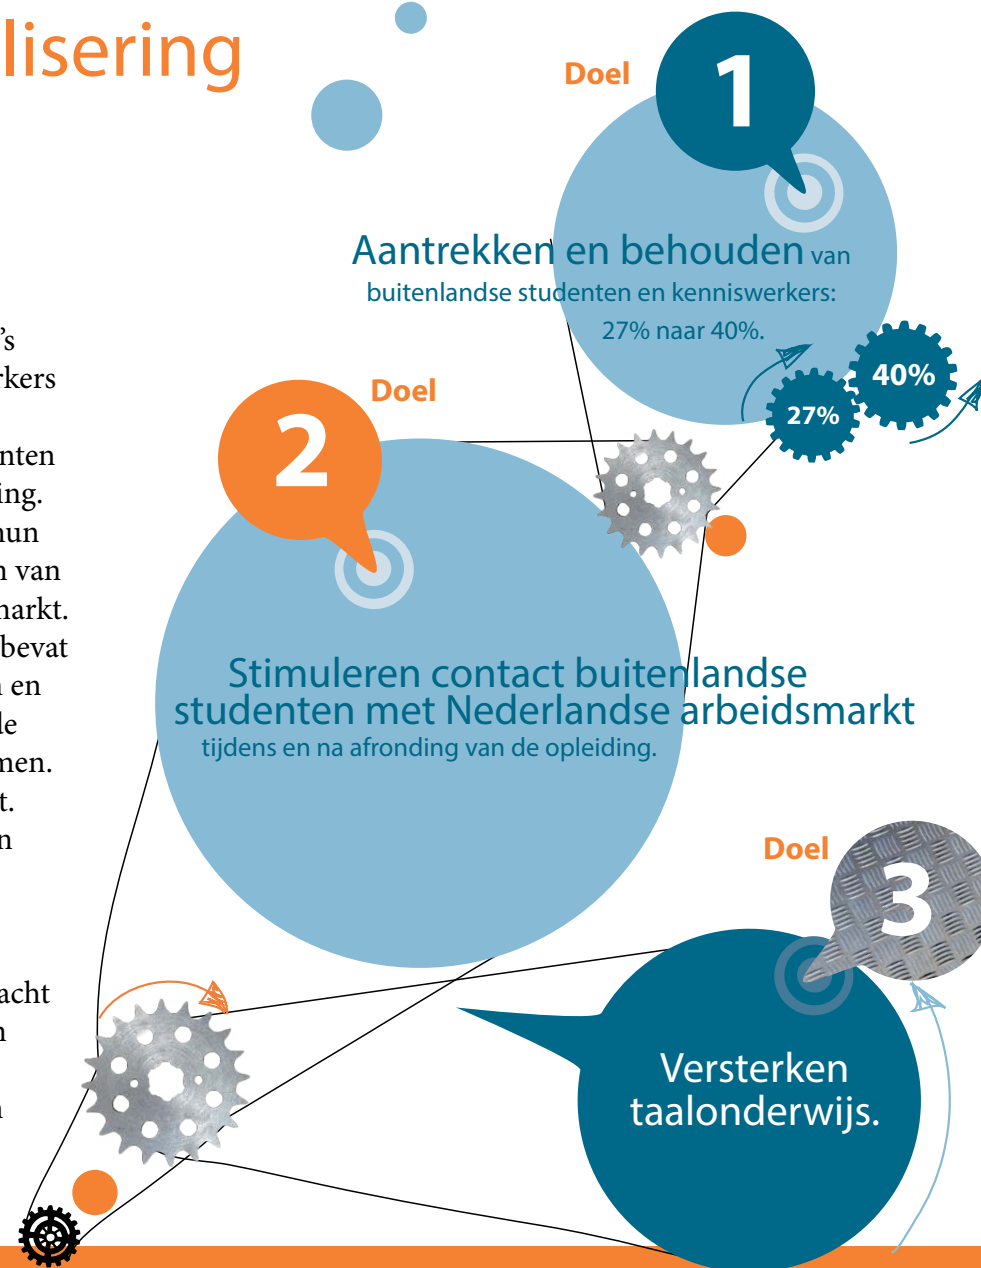 lisering
’s
rkers
nten
ing.
hun
n van
narkt.
bevat
n en
de
men.
t.
n
acht
n
n
Doel
1
Aantrekken en behouden van
buitenlandse studenten en kenniswerkers:
27% naar 40%.
27%
40%
Doel
2
Stimuleren contact buitenlandse
studenten met Nederlandse arbeidsmarkt
tijdens en na afronding van de opleiding.
Doel
3
Versterken
taalonderwijs.